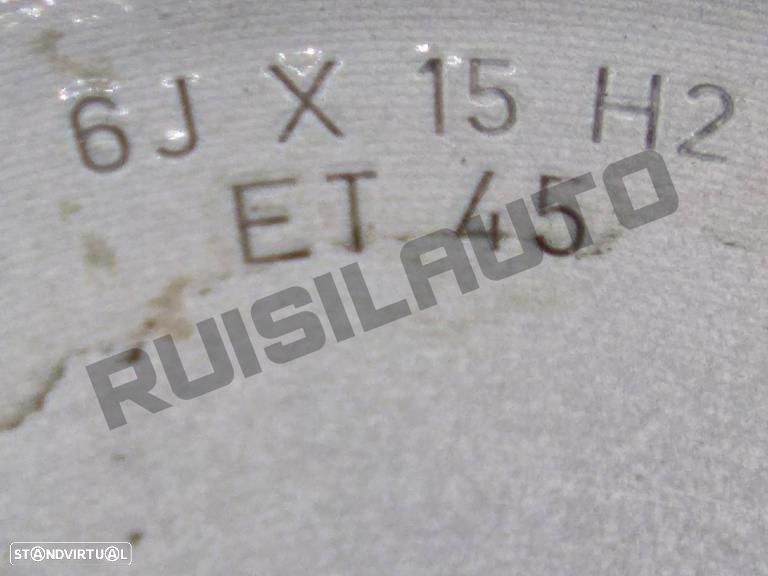 6J X 15 H2
ET 45
RUISILAUTO
STANDVIRTUAL